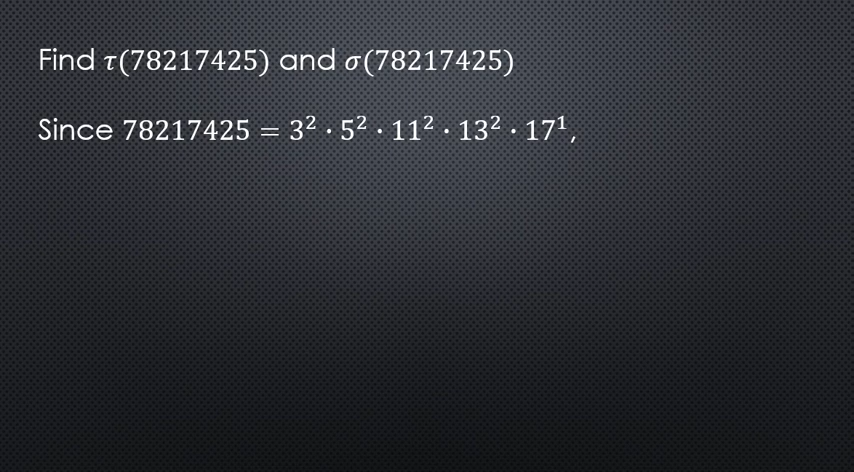 Find τ(78217425) and σ(78217425)
Since 78217425 = 3² · 5² · 11² · 13² · 17¹,